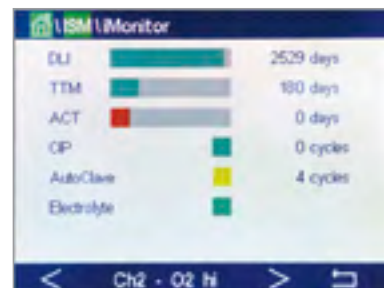 \ ISM \ iMonitor
DLI 2529 days
TTM 180 days
ACT 0 days
CIP 0 cycles
AutoClave 4 cycles
Electrolyte
< Ch2 - O2 hi >